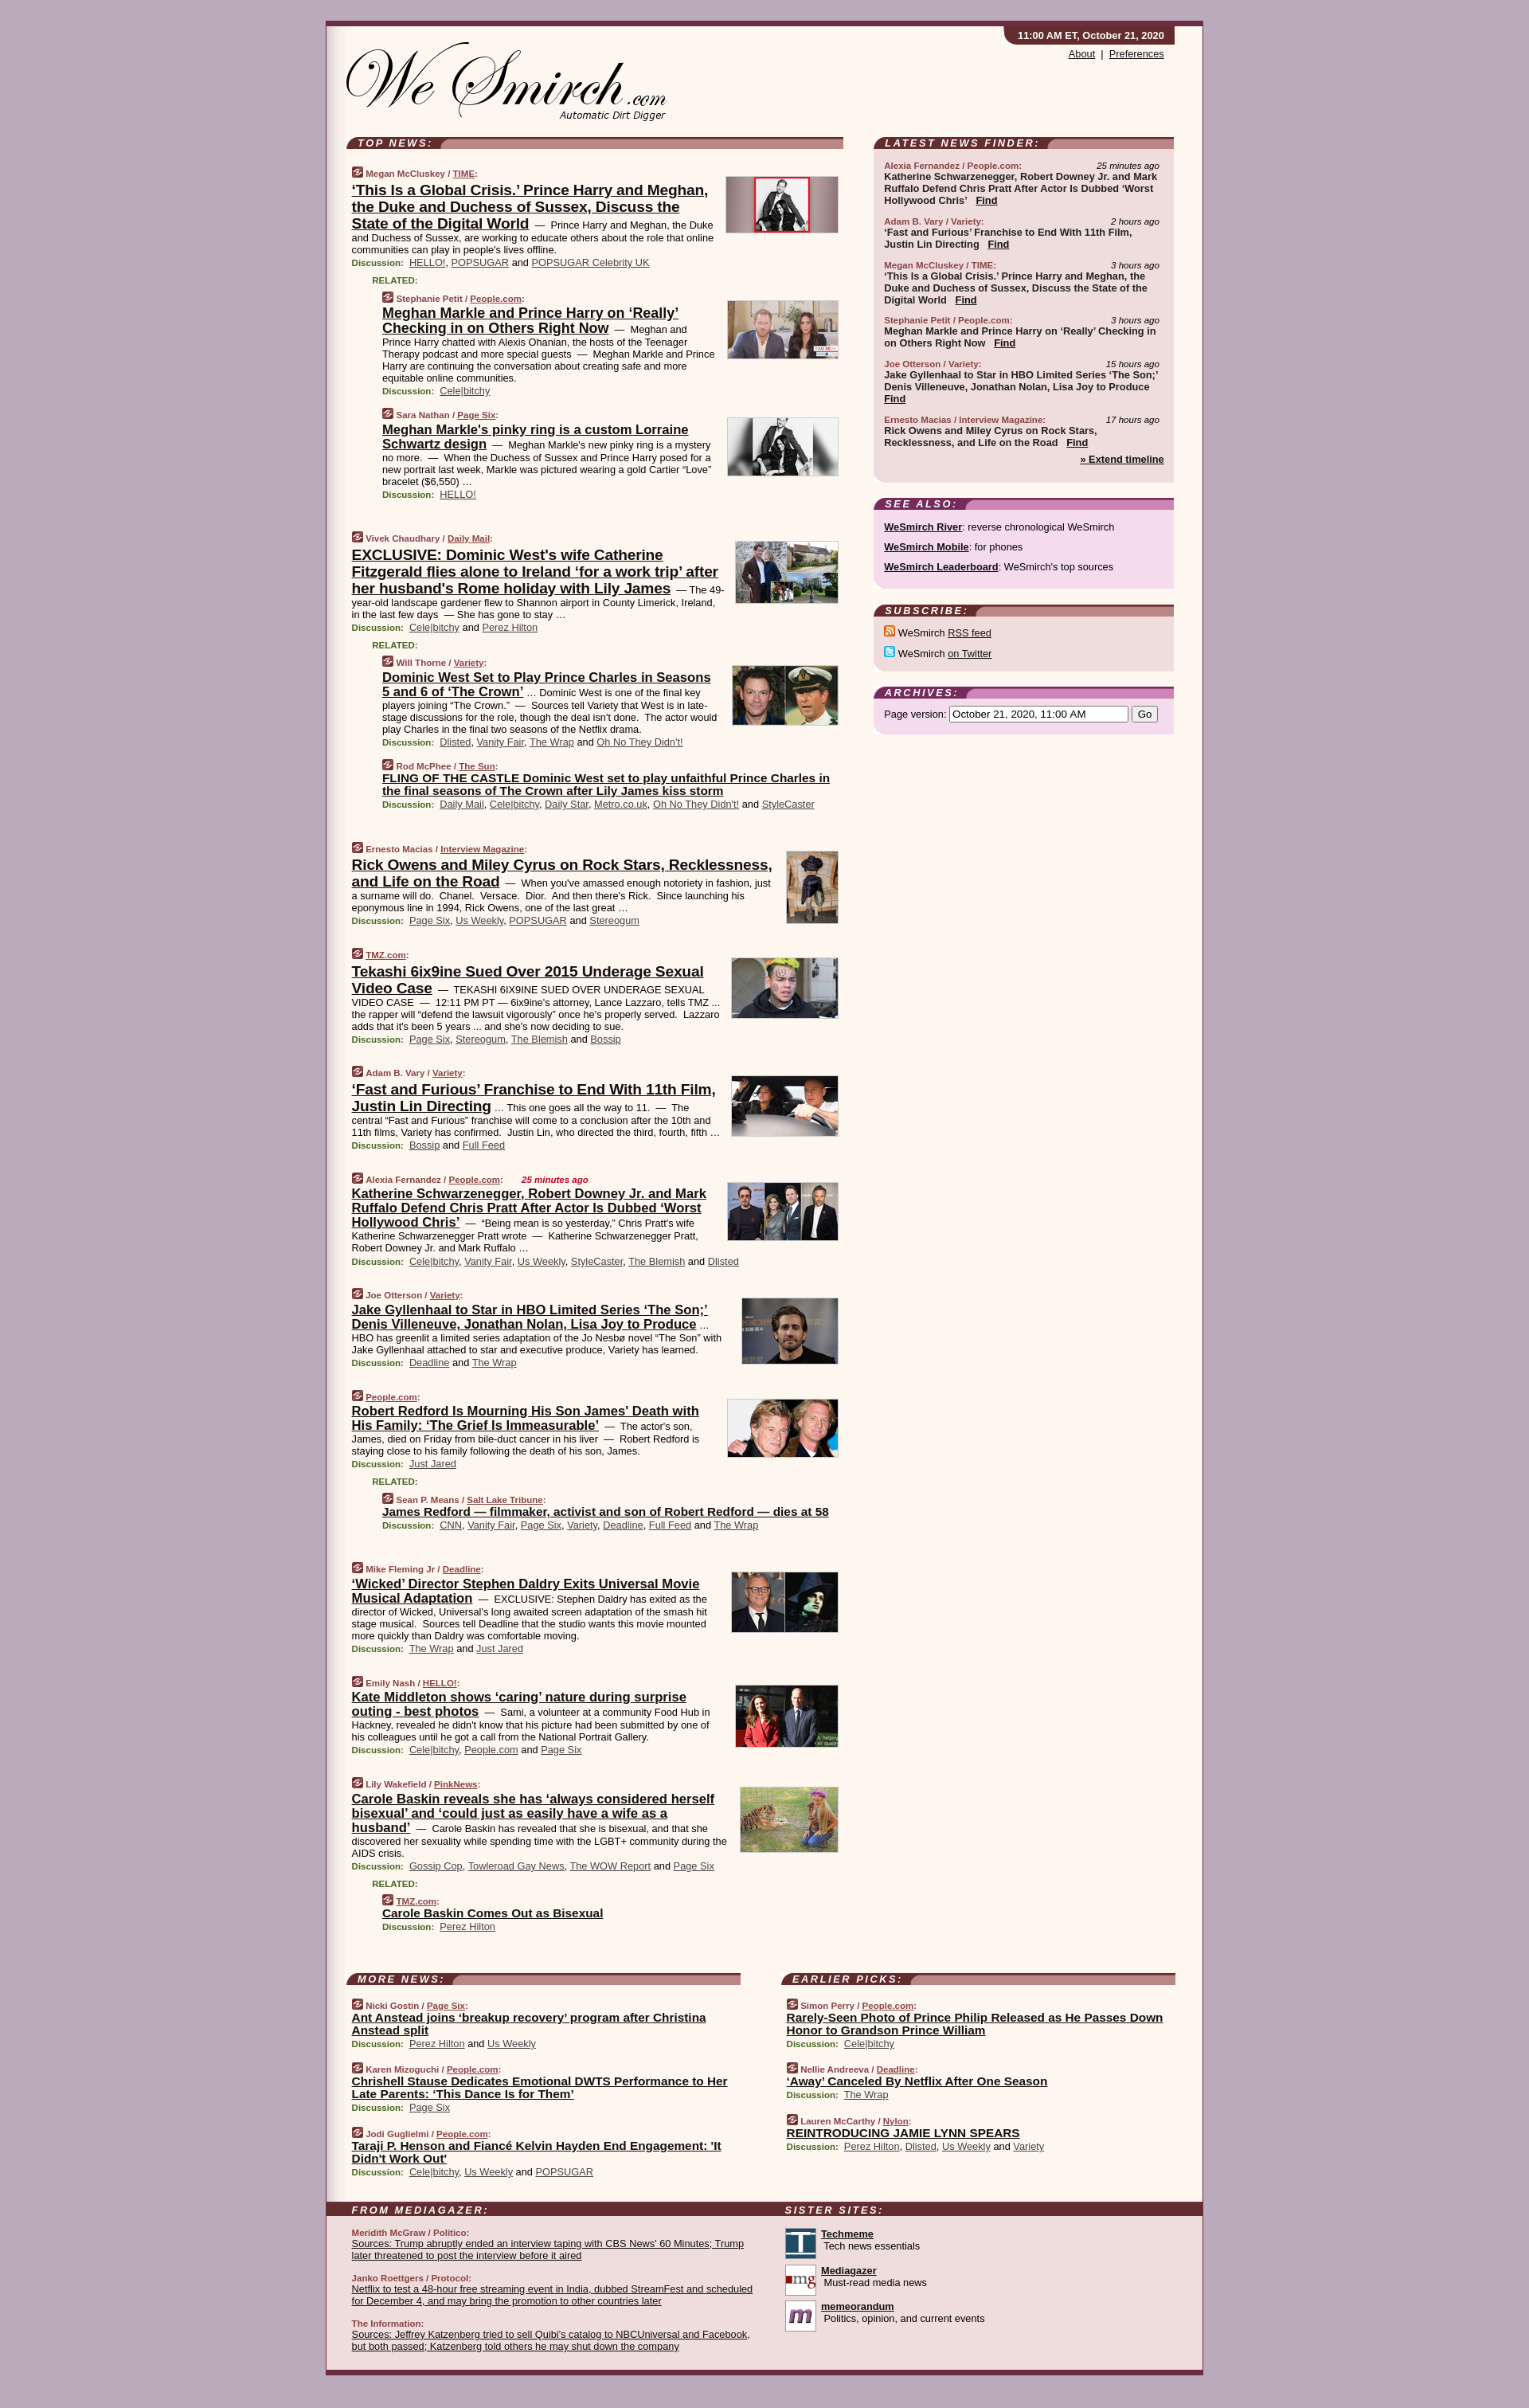 11:00 AM ET, October 21, 2020
About | Preferences
We Smirch.com
Automatic Dirt Digger
TOP NEWS:
Megan McCluskey / TIME:
‘This Is a Global Crisis.’ Prince Harry and Meghan,
the Duke and Duchess of Sussex, Discuss the
State of the Digital World — Prince Harry and Meghan, the Duke
and Duchess of Sussex, are working to educate others about the role that online
communities can play in people's lives offline.
Discussion: HELLO!, POPSUGAR and POPSUGAR Celebrity UK
RELATED:
Stephanie Petit / People.com:
Meghan Markle and Prince Harry on ‘Really’
Checking in on Others Right Now — Meghan and
Prince Harry chatted with Alexis Ohanian, the hosts of the Teenager
Therapy podcast and more special guests — Meghan Markle and Prince
Harry are continuing the conversation about creating safe and more
equitable online communities.
Discussion: Cele|bitchy
Sara Nathan / Page Six:
Meghan Markle's pinky ring is a custom Lorraine
Schwartz design — Meghan Markle's new pinky ring is a mystery
no more. — When the Duchess of Sussex and Prince Harry posed for a
new portrait last week, Markle was pictured wearing a gold Cartier “Love”
bracelet ($6,550) …
Discussion: HELLO!
Vivek Chaudhary / Daily Mail:
EXCLUSIVE: Dominic West's wife Catherine
Fitzgerald flies alone to Ireland ‘for a work trip’ after
her husband's Rome holiday with Lily James — The 49-
year-old landscape gardener flew to Shannon airport in County Limerick, Ireland,
in the last few days — She has gone to stay …
Discussion: Cele|bitchy and Perez Hilton
RELATED:
Will Thorne / Variety:
Dominic West Set to Play Prince Charles in Seasons
5 and 6 of ‘The Crown’ … Dominic West is one of the final key
players joining “The Crown.” — Sources tell Variety that West is in late-
stage discussions for the role, though the deal isn't done. The actor would
play Charles in the final two seasons of the Netflix drama.
Discussion: Dlisted, Vanity Fair, The Wrap and Oh No They Didn't!
Rod McPhee / The Sun:
FLING OF THE CASTLE Dominic West set to play unfaithful Prince Charles in
the final seasons of The Crown after Lily James kiss storm
Discussion: Daily Mail, Cele|bitchy, Daily Star, Metro.co.uk, Oh No They Didn't! and StyleCaster
Ernesto Macias / Interview Magazine:
Rick Owens and Miley Cyrus on Rock Stars, Recklessness,
and Life on the Road — When you've amassed enough notoriety in fashion, just
a surname will do. Chanel. Versace. Dior. And then there's Rick. Since launching his
eponymous line in 1994, Rick Owens, one of the last great …
Discussion: Page Six, Us Weekly, POPSUGAR and Stereogum
TMZ.com:
Tekashi 6ix9ine Sued Over 2015 Underage Sexual
Video Case — TEKASHI 6IX9INE SUED OVER UNDERAGE SEXUAL
VIDEO CASE — 12:11 PM PT — 6ix9ine's attorney, Lance Lazzaro, tells TMZ ...
the rapper will “defend the lawsuit vigorously” once he's properly served. Lazzaro
adds that it's been 5 years ... and she's now deciding to sue.
Discussion: Page Six, Stereogum, The Blemish and Bossip
Adam B. Vary / Variety:
‘Fast and Furious’ Franchise to End With 11th Film,
Justin Lin Directing … This one goes all the way to 11. — The
central “Fast and Furious” franchise will come to a conclusion after the 10th and
11th films, Variety has confirmed. Justin Lin, who directed the third, fourth, fifth …
Discussion: Bossip and Full Feed
Alexia Fernandez / People.com: 25 minutes ago
Katherine Schwarzenegger, Robert Downey Jr. and Mark
Ruffalo Defend Chris Pratt After Actor Is Dubbed ‘Worst
Hollywood Chris’ — “Being mean is so yesterday,” Chris Pratt's wife
Katherine Schwarzenegger Pratt wrote — Katherine Schwarzenegger Pratt,
Robert Downey Jr. and Mark Ruffalo …
Discussion: Cele|bitchy, Vanity Fair, Us Weekly, StyleCaster, The Blemish and Dlisted
Joe Otterson / Variety:
Jake Gyllenhaal to Star in HBO Limited Series ‘The Son;’
Denis Villeneuve, Jonathan Nolan, Lisa Joy to Produce …
HBO has greenlit a limited series adaptation of the Jo Nesbø novel “The Son” with
Jake Gyllenhaal attached to star and executive produce, Variety has learned.
Discussion: Deadline and The Wrap
People.com:
Robert Redford Is Mourning His Son James' Death with
His Family: ‘The Grief Is Immeasurable’ — The actor's son,
James, died on Friday from bile-duct cancer in his liver — Robert Redford is
staying close to his family following the death of his son, James.
Discussion: Just Jared
RELATED:
Sean P. Means / Salt Lake Tribune:
James Redford — filmmaker, activist and son of Robert Redford — dies at 58
Discussion: CNN, Vanity Fair, Page Six, Variety, Deadline, Full Feed and The Wrap
Mike Fleming Jr / Deadline:
‘Wicked’ Director Stephen Daldry Exits Universal Movie
Musical Adaptation — EXCLUSIVE: Stephen Daldry has exited as the
director of Wicked, Universal's long awaited screen adaptation of the smash hit
stage musical. Sources tell Deadline that the studio wants this movie mounted
more quickly than Daldry was comfortable moving.
Discussion: The Wrap and Just Jared
Emily Nash / HELLO!:
Kate Middleton shows ‘caring’ nature during surprise
outing - best photos — Sami, a volunteer at a community Food Hub in
Hackney, revealed he didn't know that his picture had been submitted by one of
his colleagues until he got a call from the National Portrait Gallery.
Discussion: Cele|bitchy, People.com and Page Six
Lily Wakefield / PinkNews:
Carole Baskin reveals she has ‘always considered herself
bisexual’ and ‘could just as easily have a wife as a
husband’ — Carole Baskin has revealed that she is bisexual, and that she
discovered her sexuality while spending time with the LGBT+ community during the
AIDS crisis.
Discussion: Gossip Cop, Towleroad Gay News, The WOW Report and Page Six
RELATED:
TMZ.com:
Carole Baskin Comes Out as Bisexual
Discussion: Perez Hilton
LATEST NEWS FINDER:
Alexia Fernandez / People.com: 25 minutes ago
Katherine Schwarzenegger, Robert Downey Jr. and Mark
Ruffalo Defend Chris Pratt After Actor Is Dubbed ‘Worst
Hollywood Chris’ Find
Adam B. Vary / Variety: 2 hours ago
‘Fast and Furious’ Franchise to End With 11th Film,
Justin Lin Directing Find
Megan McCluskey / TIME: 3 hours ago
‘This Is a Global Crisis.’ Prince Harry and Meghan, the
Duke and Duchess of Sussex, Discuss the State of the
Digital World Find
Stephanie Petit / People.com: 3 hours ago
Meghan Markle and Prince Harry on ‘Really’ Checking in
on Others Right Now Find
Joe Otterson / Variety: 15 hours ago
Jake Gyllenhaal to Star in HBO Limited Series ‘The Son;’
Denis Villeneuve, Jonathan Nolan, Lisa Joy to Produce
Find
Ernesto Macias / Interview Magazine: 17 hours ago
Rick Owens and Miley Cyrus on Rock Stars,
Recklessness, and Life on the Road Find
» Extend timeline
SEE ALSO:
WeSmirch River: reverse chronological WeSmirch
WeSmirch Mobile: for phones
WeSmirch Leaderboard: WeSmirch's top sources
SUBSCRIBE:
WeSmirch RSS feed
WeSmirch on Twitter
ARCHIVES:
Page version: October 21, 2020, 11:00 AM Go
MORE NEWS:
Nicki Gostin / Page Six:
Ant Anstead joins ‘breakup recovery’ program after Christina
Anstead split
Discussion: Perez Hilton and Us Weekly
Karen Mizoguchi / People.com:
Chrishell Stause Dedicates Emotional DWTS Performance to Her
Late Parents: ‘This Dance Is for Them’
Discussion: Page Six
Jodi Guglielmi / People.com:
Taraji P. Henson and Fiancé Kelvin Hayden End Engagement: 'It
Didn't Work Out'
Discussion: Cele|bitchy, Us Weekly and POPSUGAR
EARLIER PICKS:
Simon Perry / People.com:
Rarely-Seen Photo of Prince Philip Released as He Passes Down
Honor to Grandson Prince William
Discussion: Cele|bitchy
Nellie Andreeva / Deadline:
‘Away’ Canceled By Netflix After One Season
Discussion: The Wrap
Lauren McCarthy / Nylon:
REINTRODUCING JAMIE LYNN SPEARS
Discussion: Perez Hilton, Dlisted, Us Weekly and Variety
FROM MEDIAGAZER:
Meridith McGraw / Politico:
Sources: Trump abruptly ended an interview taping with CBS News' 60 Minutes; Trump
later threatened to post the interview before it aired
Janko Roettgers / Protocol:
Netflix to test a 48-hour free streaming event in India, dubbed StreamFest and scheduled
for December 4, and may bring the promotion to other countries later
The Information:
Sources: Jeffrey Katzenberg tried to sell Quibi's catalog to NBCUniversal and Facebook,
but both passed; Katzenberg told others he may shut down the company
SISTER SITES:
T
Techmeme
Tech news essentials
mg
Mediagazer
Must-read media news
m
memeorandum
Politics, opinion, and current events